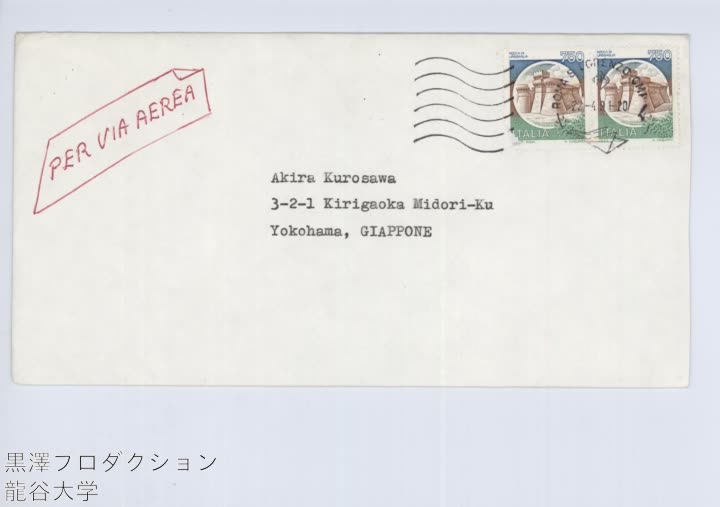 750
750
PER VIA AEREA
ITALIA
ITALIA
Akira Kurosawa
3-2-1 Kirigaoka Midori-Ku
Yokohama, GIAPPONE
黒澤フロダクション
龍谷大学